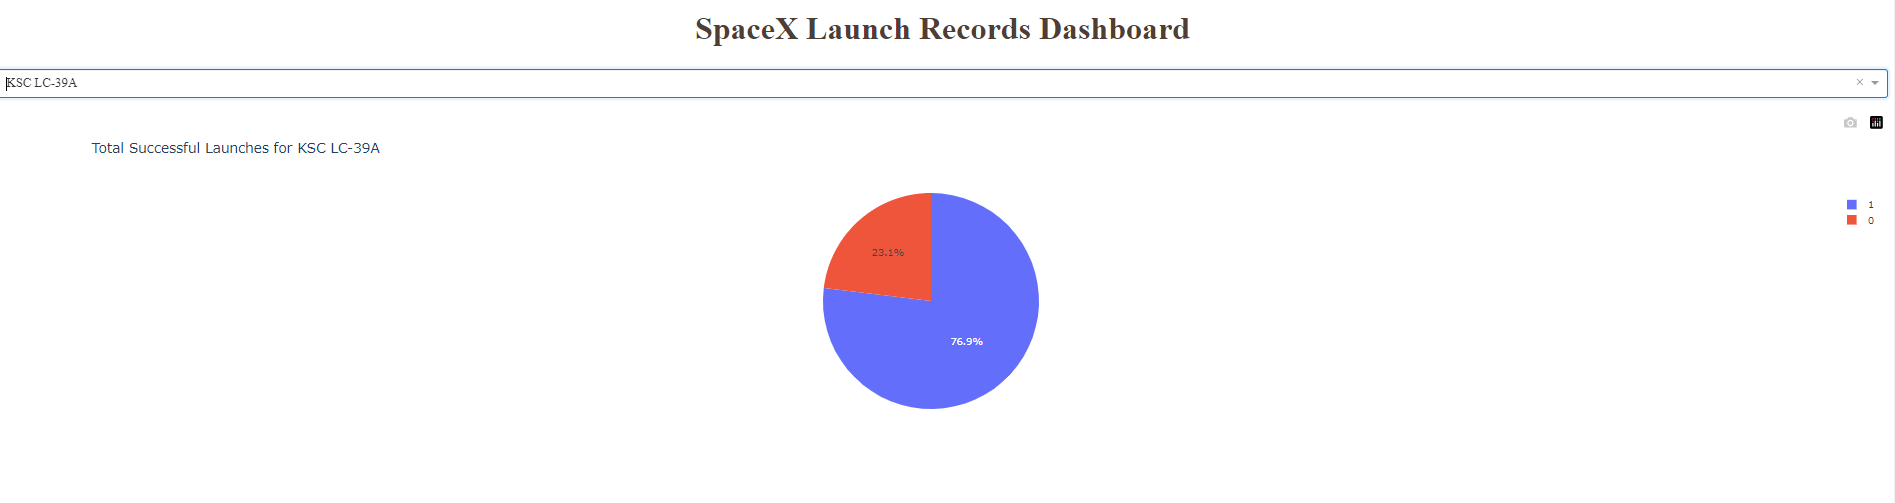 SpaceX Launch Records Dashboard
KSC LC-39A
Total Successful Launches for KSC LC-39A
1
0
23.1%
76.9%